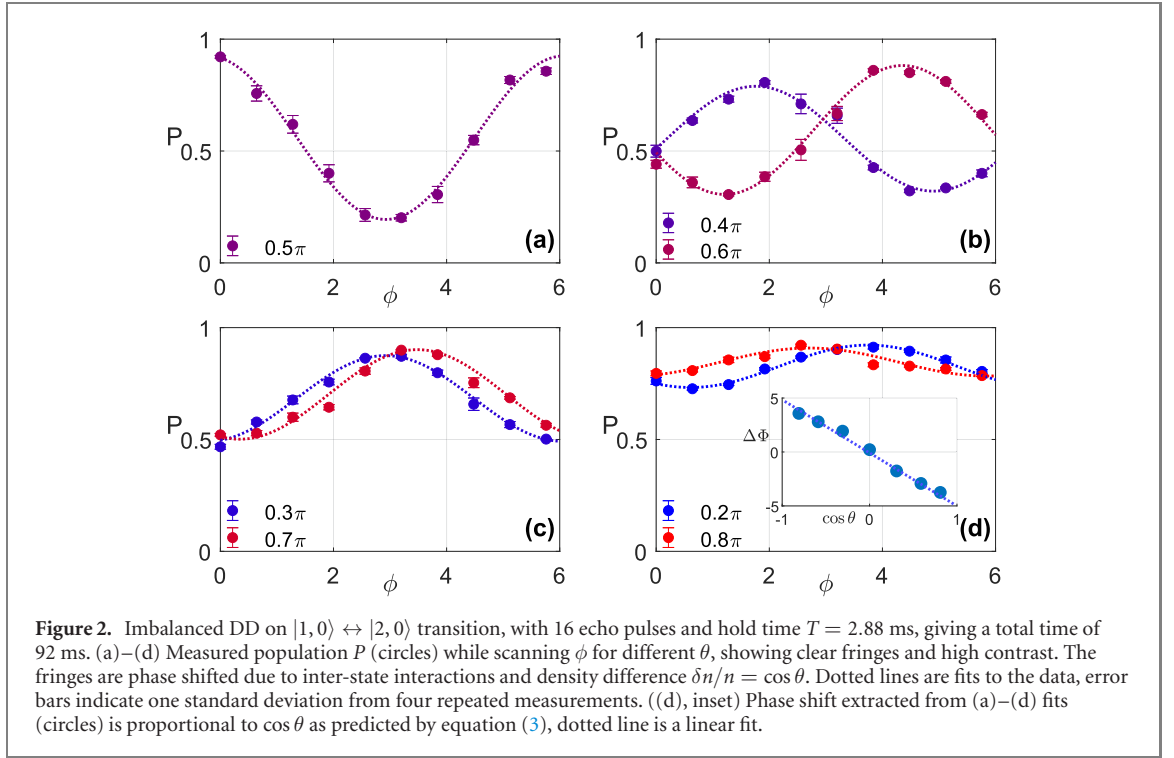 1
P
0.5
0
0.5π
(a)
0 2 4 6
ϕ
1
P
0.5
0
0.4π
0.6π
(b)
0 2 4 6
ϕ
1
P
0.5
0
0.3π
0.7π
(c)
0 2 4 6
ϕ
1
P
0.5
0
5
ΔΦ
0
-5
-1 cos θ 0 1
0.2π
0.8π
(d)
0 2 4 6
ϕ
Figure 2. Imbalanced DD on |1, 0⟩ ↔ |2, 0⟩ transition, with 16 echo pulses and hold time T = 2.88 ms, giving a total time of
92 ms. (a)–(d) Measured population P (circles) while scanning ϕ for different θ, showing clear fringes and high contrast. The
fringes are phase shifted due to inter-state interactions and density difference δn/n = cos θ. Dotted lines are fits to the data, error
bars indicate one standard deviation from four repeated measurements. ((d), inset) Phase shift extracted from (a)–(d) fits
(circles) is proportional to cos θ as predicted by equation (3), dotted line is a linear fit.